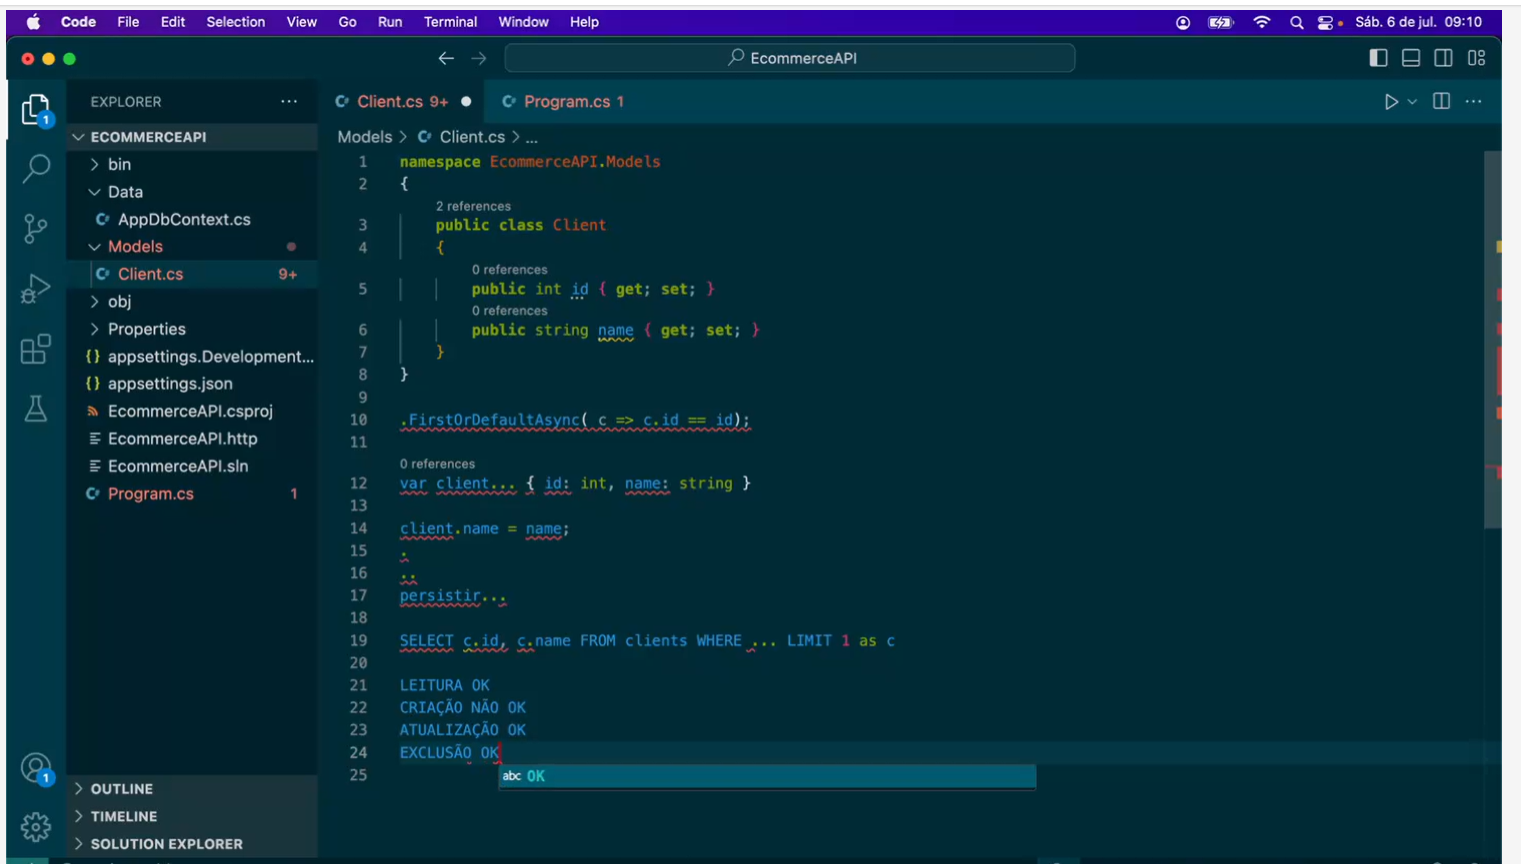 Code File Edit Selection View Go Run Terminal Window Help Sáb. 6 de jul. 09:10
EcommerceAPI
EXPLORER ...
ECOMMERCEAPI
bin
Data
AppDbContext.cs
Models
Client.cs 9+
obj
Properties
{} appsettings.Development...
{} appsettings.json
EcommerceAPI.csproj
EcommerceAPI.http
EcommerceAPI.sln
Program.cs 1
OUTLINE
TIMELINE
SOLUTION EXPLORER
1
1
Client.cs 9+ ● Program.cs 1
Models > Client.cs > ...
1 namespace EcommerceAPI.Models
2 {
2 references
3 public class Client
4 {
0 references
5 public int id { get; set; }
0 references
6 public string name { get; set; }
7 }
8 }
9
10 .FirstOrDefaultAsync( c => c.id == id);
11
0 references
12 var client... { id: int, name: string }
13
14 client.name = name;
15 .
16 ..
17 persistir...
18
19 SELECT c.id, c.name FROM clients WHERE ... LIMIT 1 as c
20
21 LEITURA OK
22 CRIAÇÃO NÃO OK
23 ATUALIZAÇÃO OK
24 EXCLUSÃO OK
25
abc OK